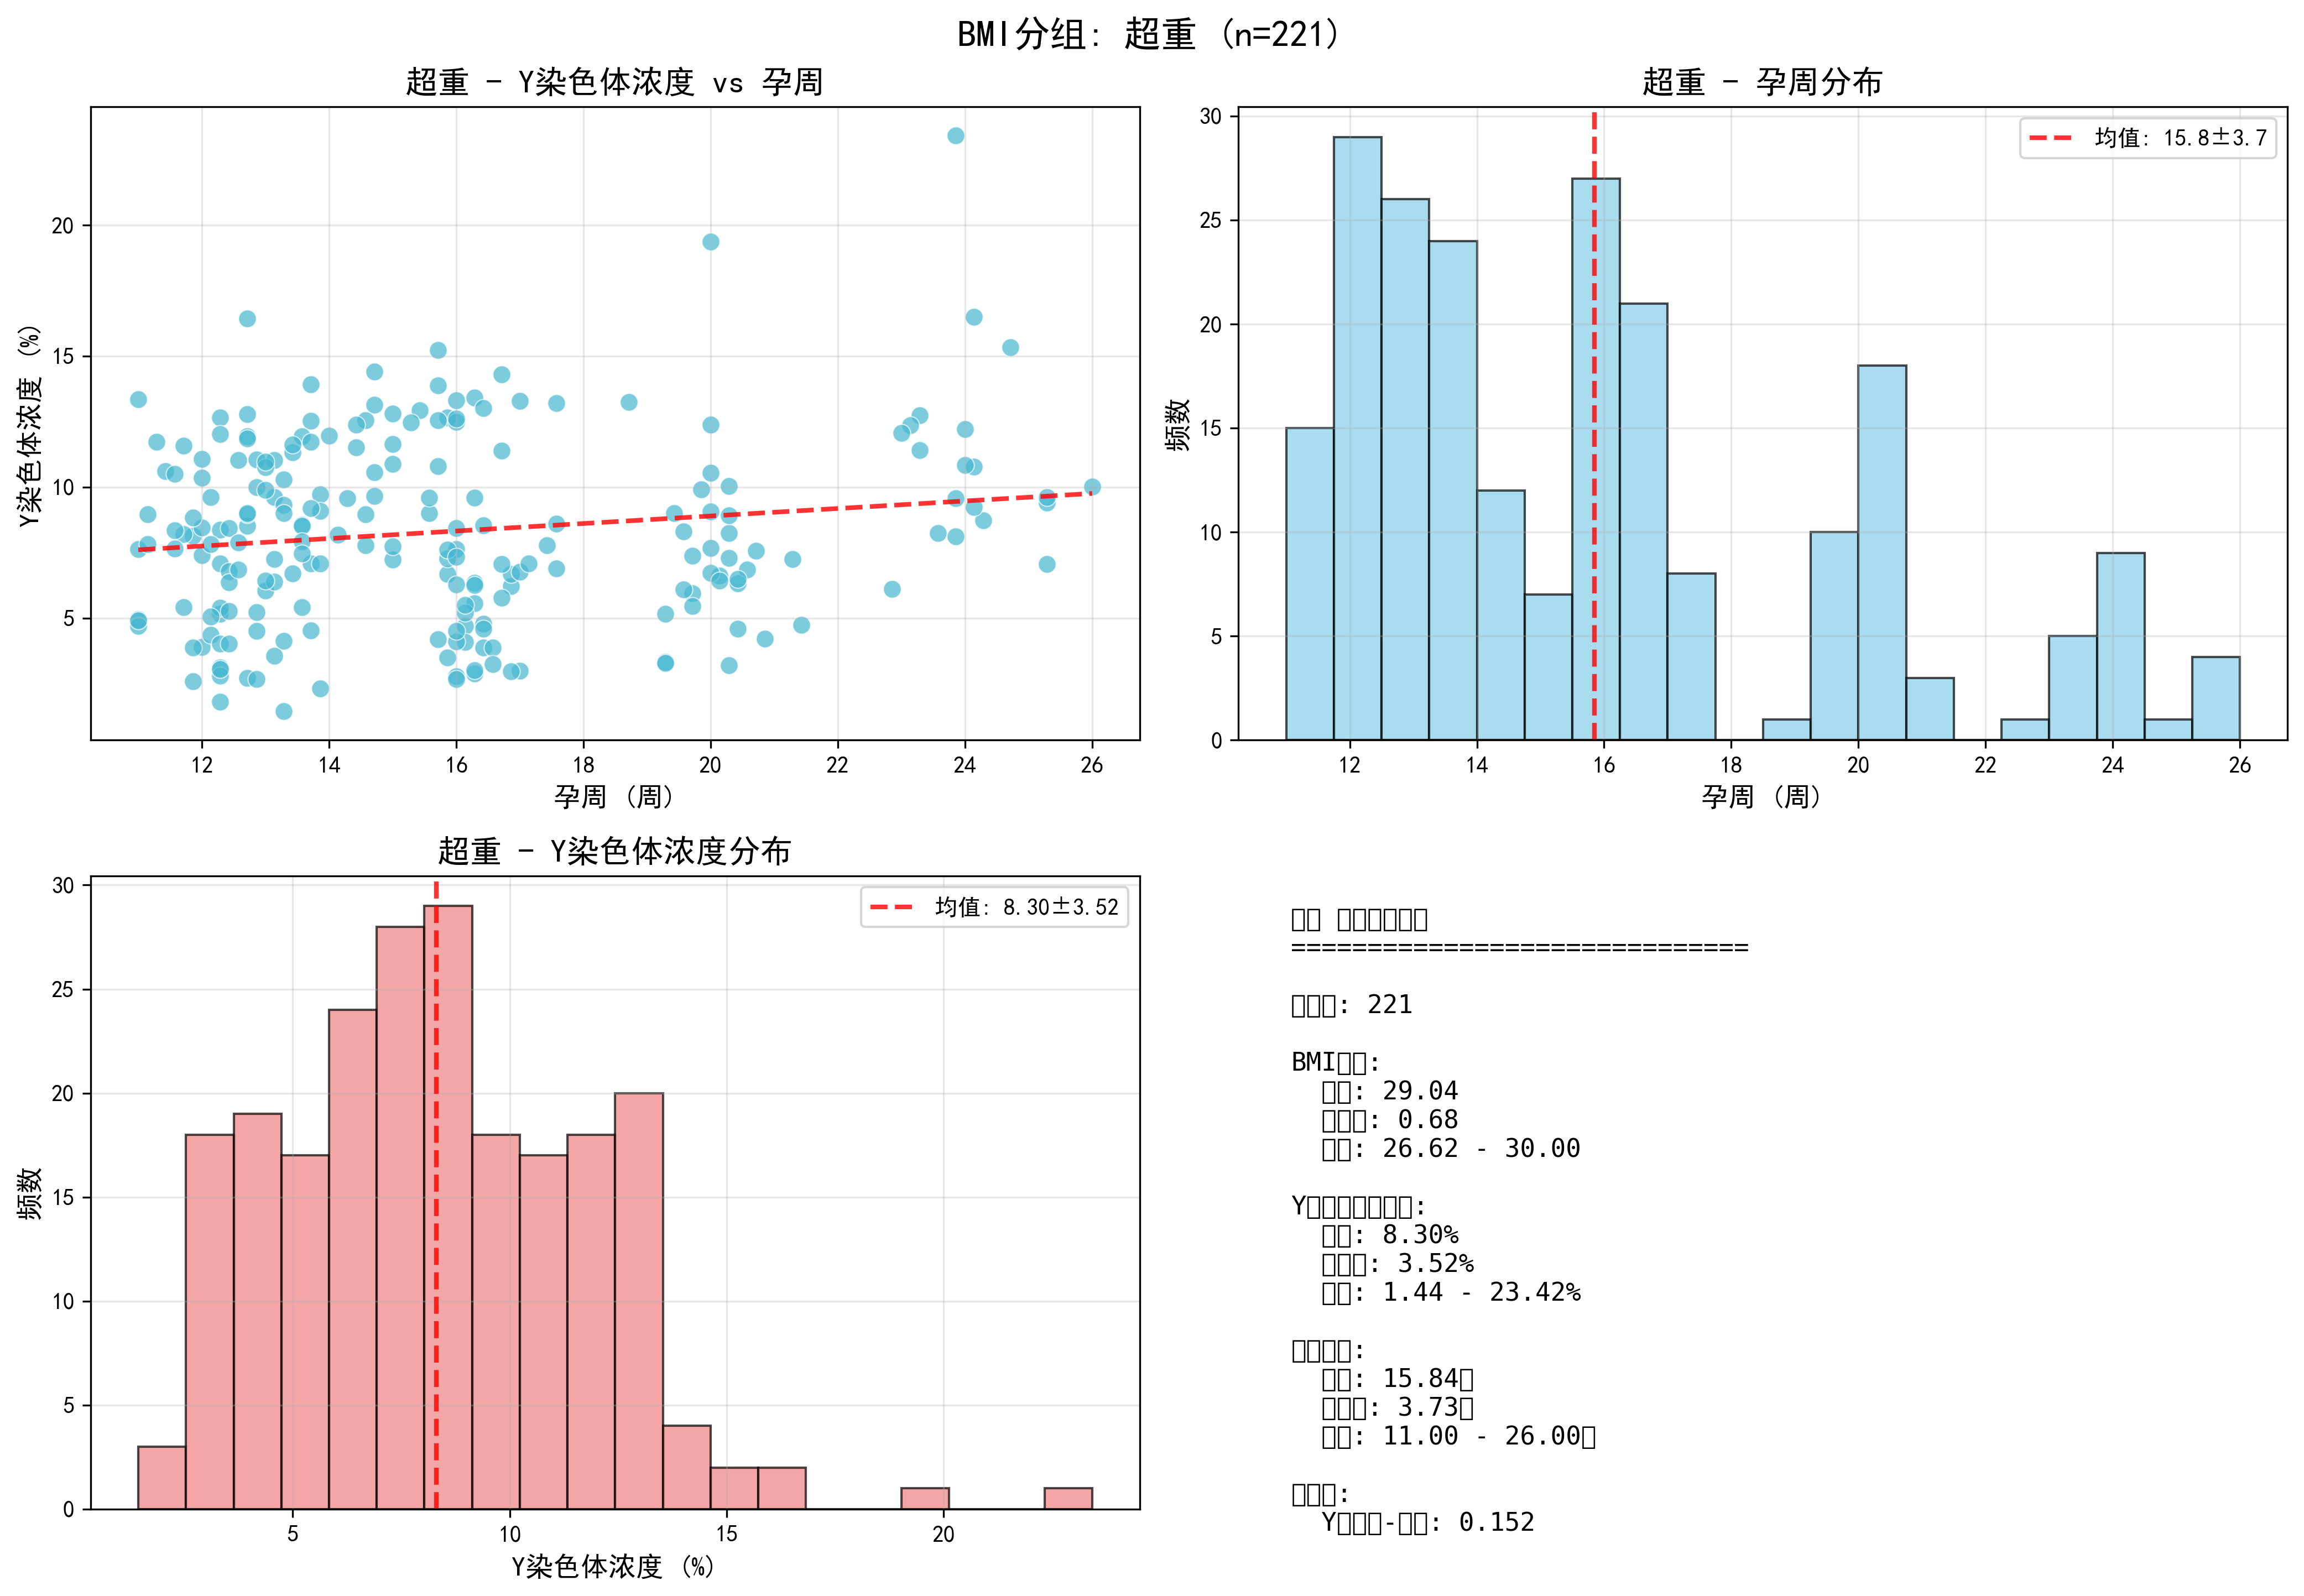 BMI分组: 超重 (n=221)
超重 - Y染色体浓度 vs 孕周
Y染色体浓度 (%)
20
15
10
5
12 14 16 18 20 22 24 26
孕周 (周)
超重 - 孕周分布
均值: 15.8±3.7
频数
30
25
20
15
10
5
0
12 14 16 18 20 22 24 26
孕周 (周)
超重 - Y染色体浓度分布
均值: 8.30±3.52
频数
30
25
20
15
10
5
0
5 10 15 20
Y染色体浓度 (%)
□□ □□□□□□
==============================
□□□: 221
BMI□□:
□□: 29.04
□□□: 0.68
□□: 26.62 - 30.00
Y□□□□□□□:
□□: 8.30%
□□□: 3.52%
□□: 1.44 - 23.42%
□□□□:
□□: 15.84□
□□□: 3.73□
□□: 11.00 - 26.00□
□□□:
Y□□□-□□: 0.152